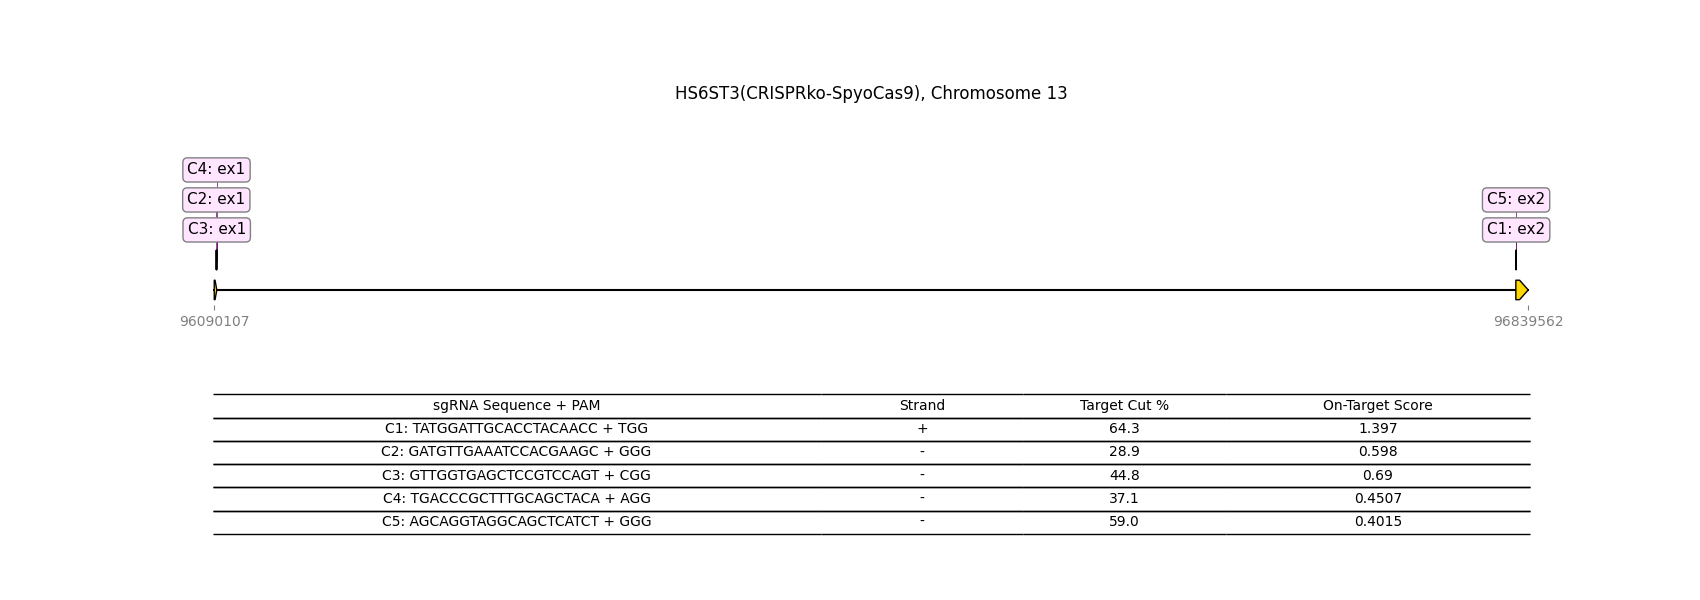 HS6ST3(CRISPRko-SpyoCas9), Chromosome 13
C4: ex1
C2: ex1
C5: ex2
C3: ex1
C1: ex2
96090107
96839562
sgRNA Sequence + PAM Strand Target Cut % On-Target Score
C1: TATGGATTGCACCTACAACC + TGG + 64.3 1.397
C2: GATGTTGAAATCCACGAAGC + GGG - 28.9 0.598
C3: GTTGGTGAGCTCCGTCCAGT + CGG - 44.8 0.69
C4: TGACCCGCTTTGCAGCTACA + AGG - 37.1 0.4507
C5: AGCAGGTAGGCAGCTCATCT + GGG - 59.0 0.4015